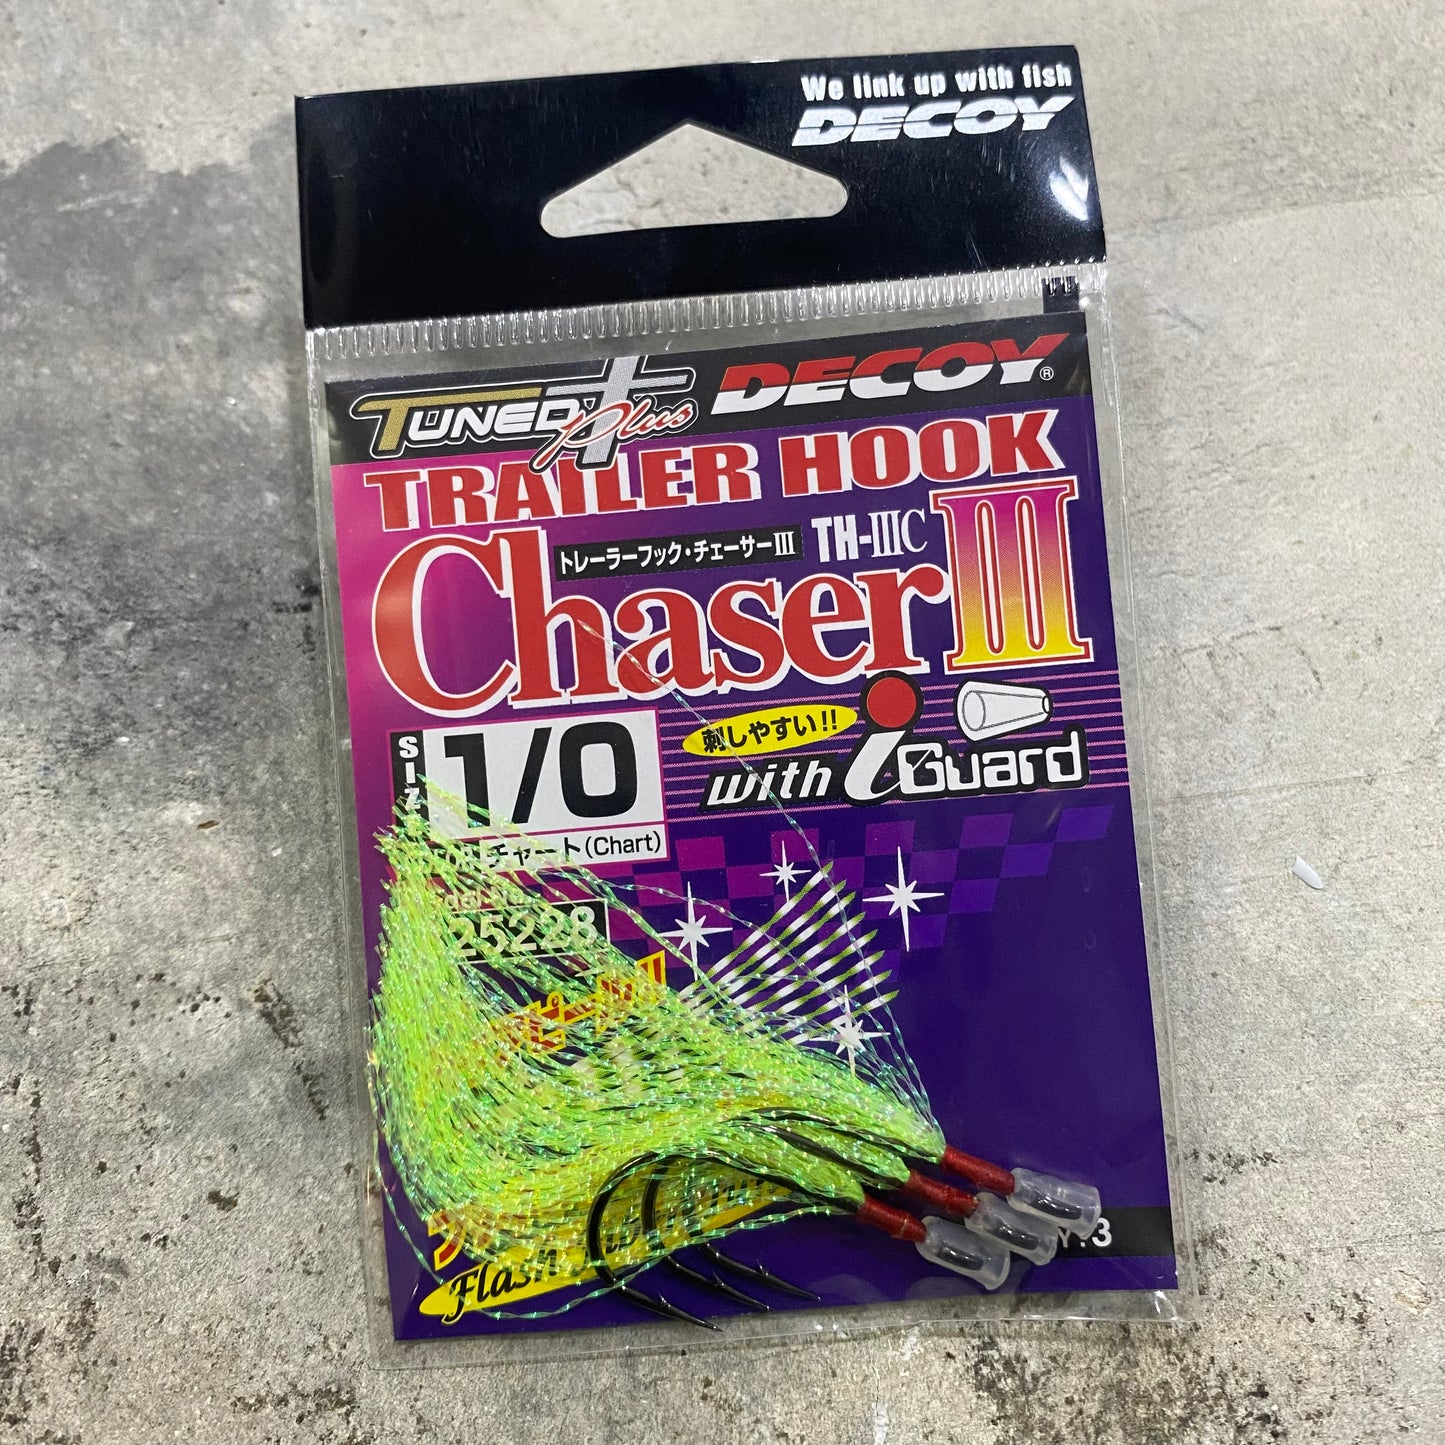 We link up with fish
DECOY
TUNED Plus DECOY®
TRAILER HOOK
トレーラーフック・チェーサーⅢ TH-ⅢC
Chaser Ⅲ
SIZE 1/0
刺しやすい!!
with iGuard
チャート(Chart)
25228
Flash